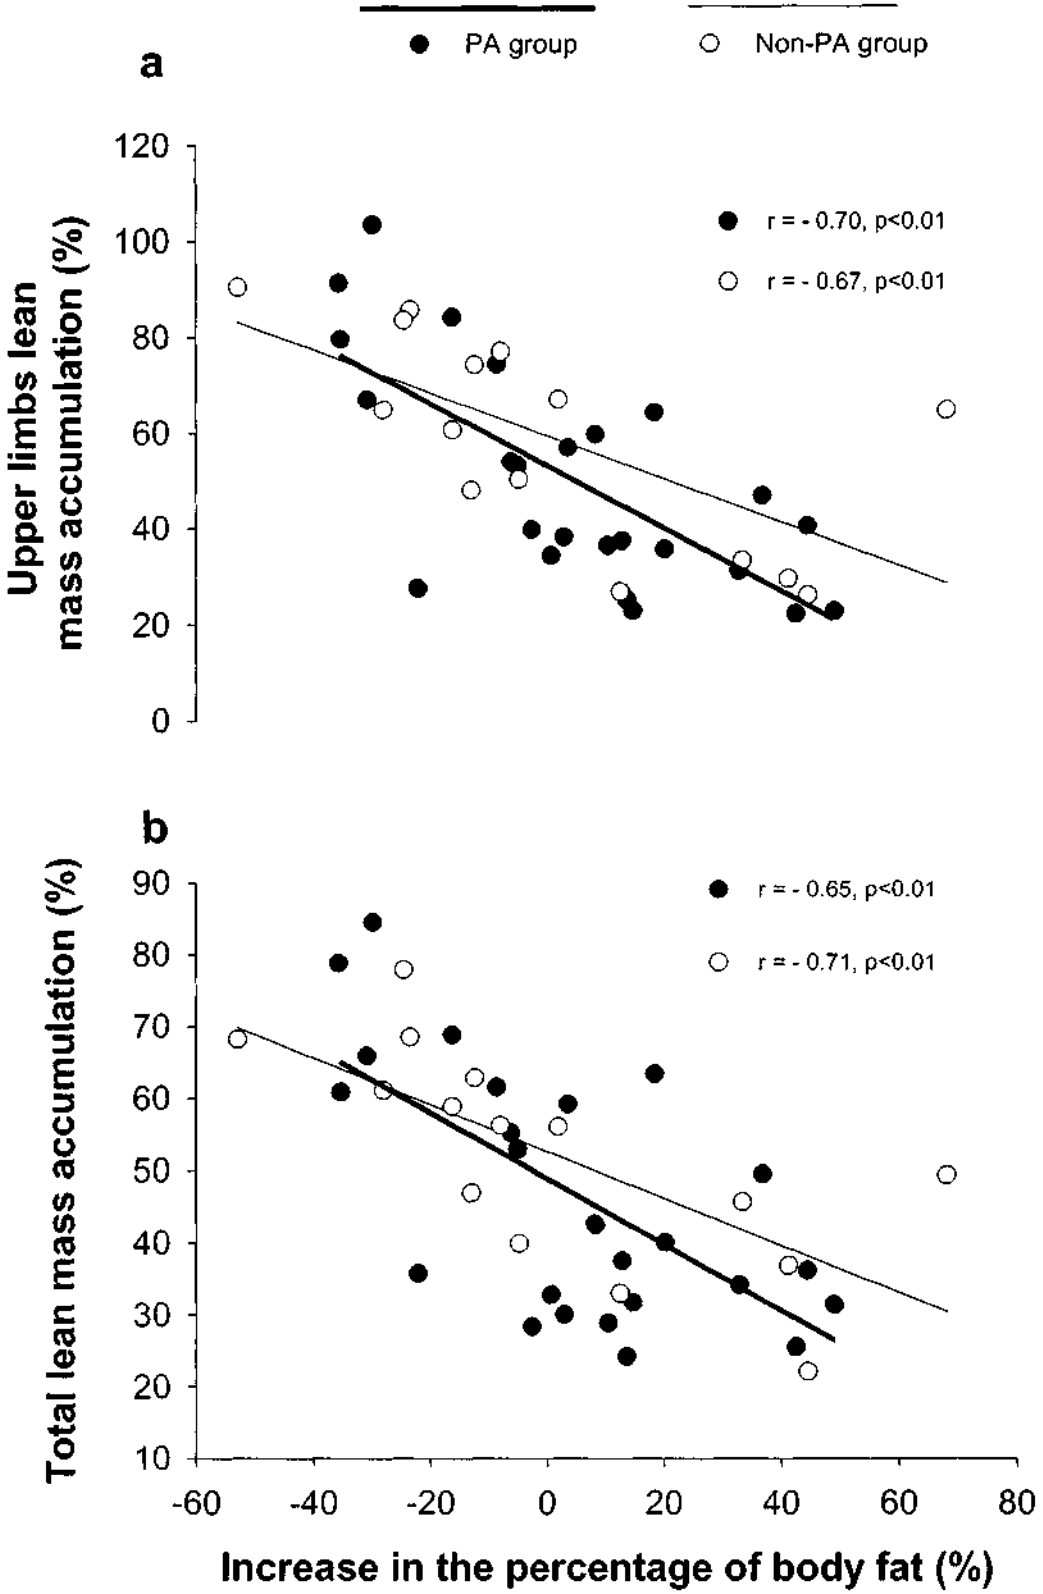 PA group
Non-PA group
a
Upper limbs lean
mass accumulation (%)
120
100
80
60
40
20
0
r = - 0.70, p<0.01
r = - 0.67, p<0.01
b
Total lean mass accumulation (%)
90
80
70
60
50
40
30
20
10
r = - 0.65, p<0.01
r = - 0.71, p<0.01
-60 -40 -20 0 20 40 60 80
Increase in the percentage of body fat (%)